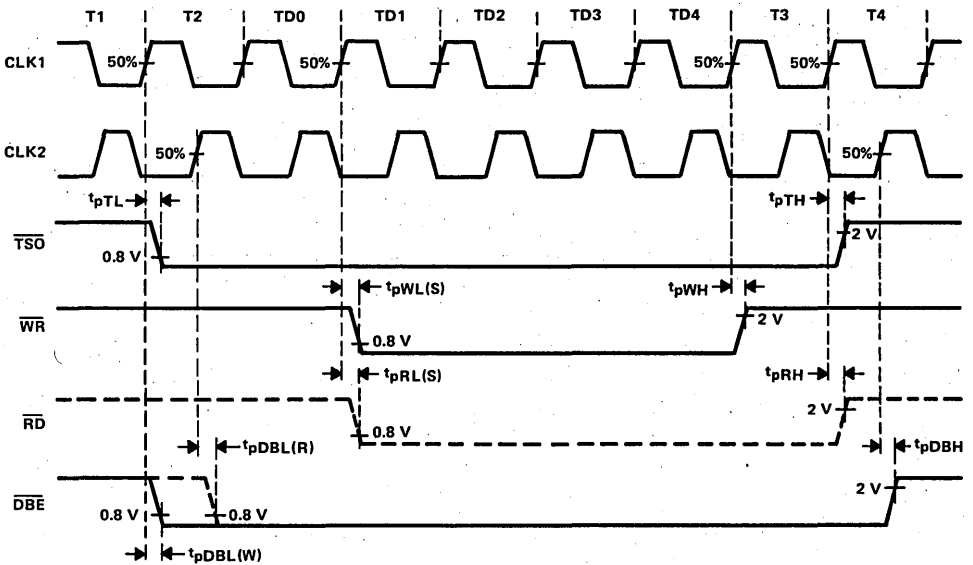 T1 T2 TD0 TD1 TD2 TD3 TD4 T3 T4
CLK1 50% 50% 50% 50%
CLK2 50% 50%
tpTL tpTH
TSO 0.8 V 2 V
tpWL(S) tpWH
WR 0.8 V 2 V
tpRL(S) tpRH
RD 0.8 V 2 V
tpDBL(R) tpDBH
DBE 0.8 V 0.8 V 2 V
tpDBL(W)